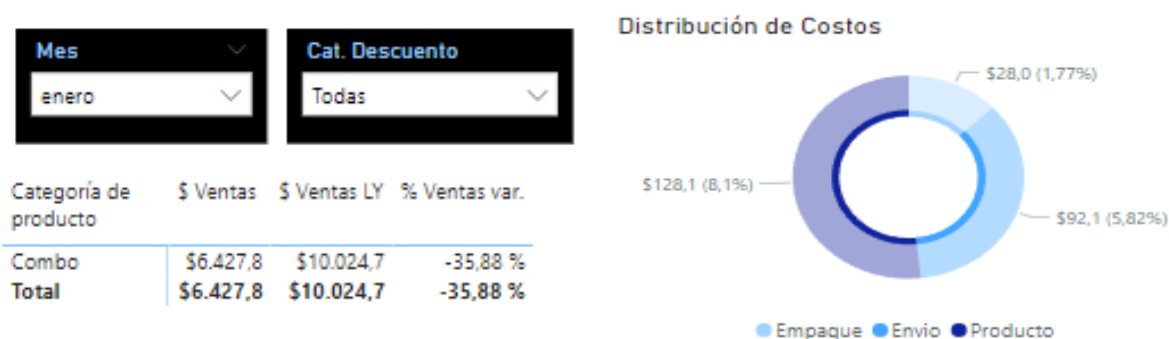 Mes
enero
Cat. Descuento
Todas
Categoría de producto $ Ventas $ Ventas LY % Ventas var.
Combo $6.427,8 $10.024,7 -35,88 %
Total $6.427,8 $10.024,7 -35,88 %
Distribución de Costos
$28,0 (1,77%)
$128,1 (8,1%)
$92,1 (5,82%)
Empaque Envio Producto